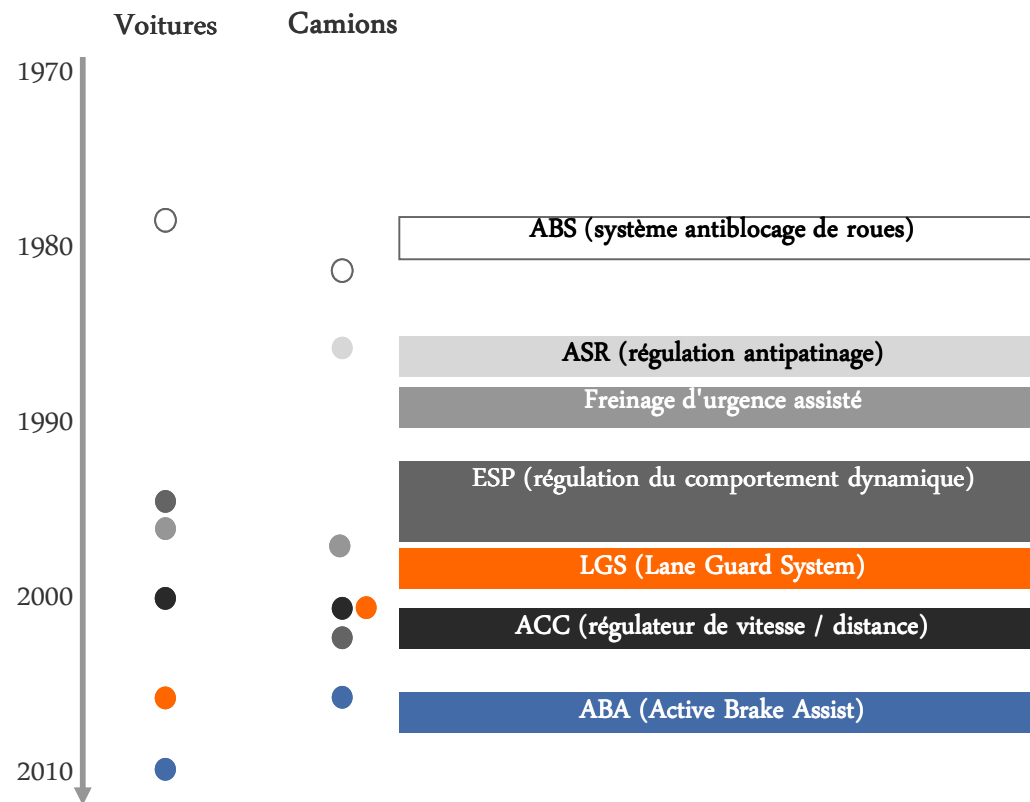 Voitures
Camions
1970
1980
1990
2000
2010
ABS (système antiblocage de roues)
ASR (régulation antipatinage)
Freinage d'urgence assisté
ESP (régulation du comportement dynamique)
LGS (Lane Guard System)
ACC (régulateur de vitesse / distance)
ABA (Active Brake Assist)